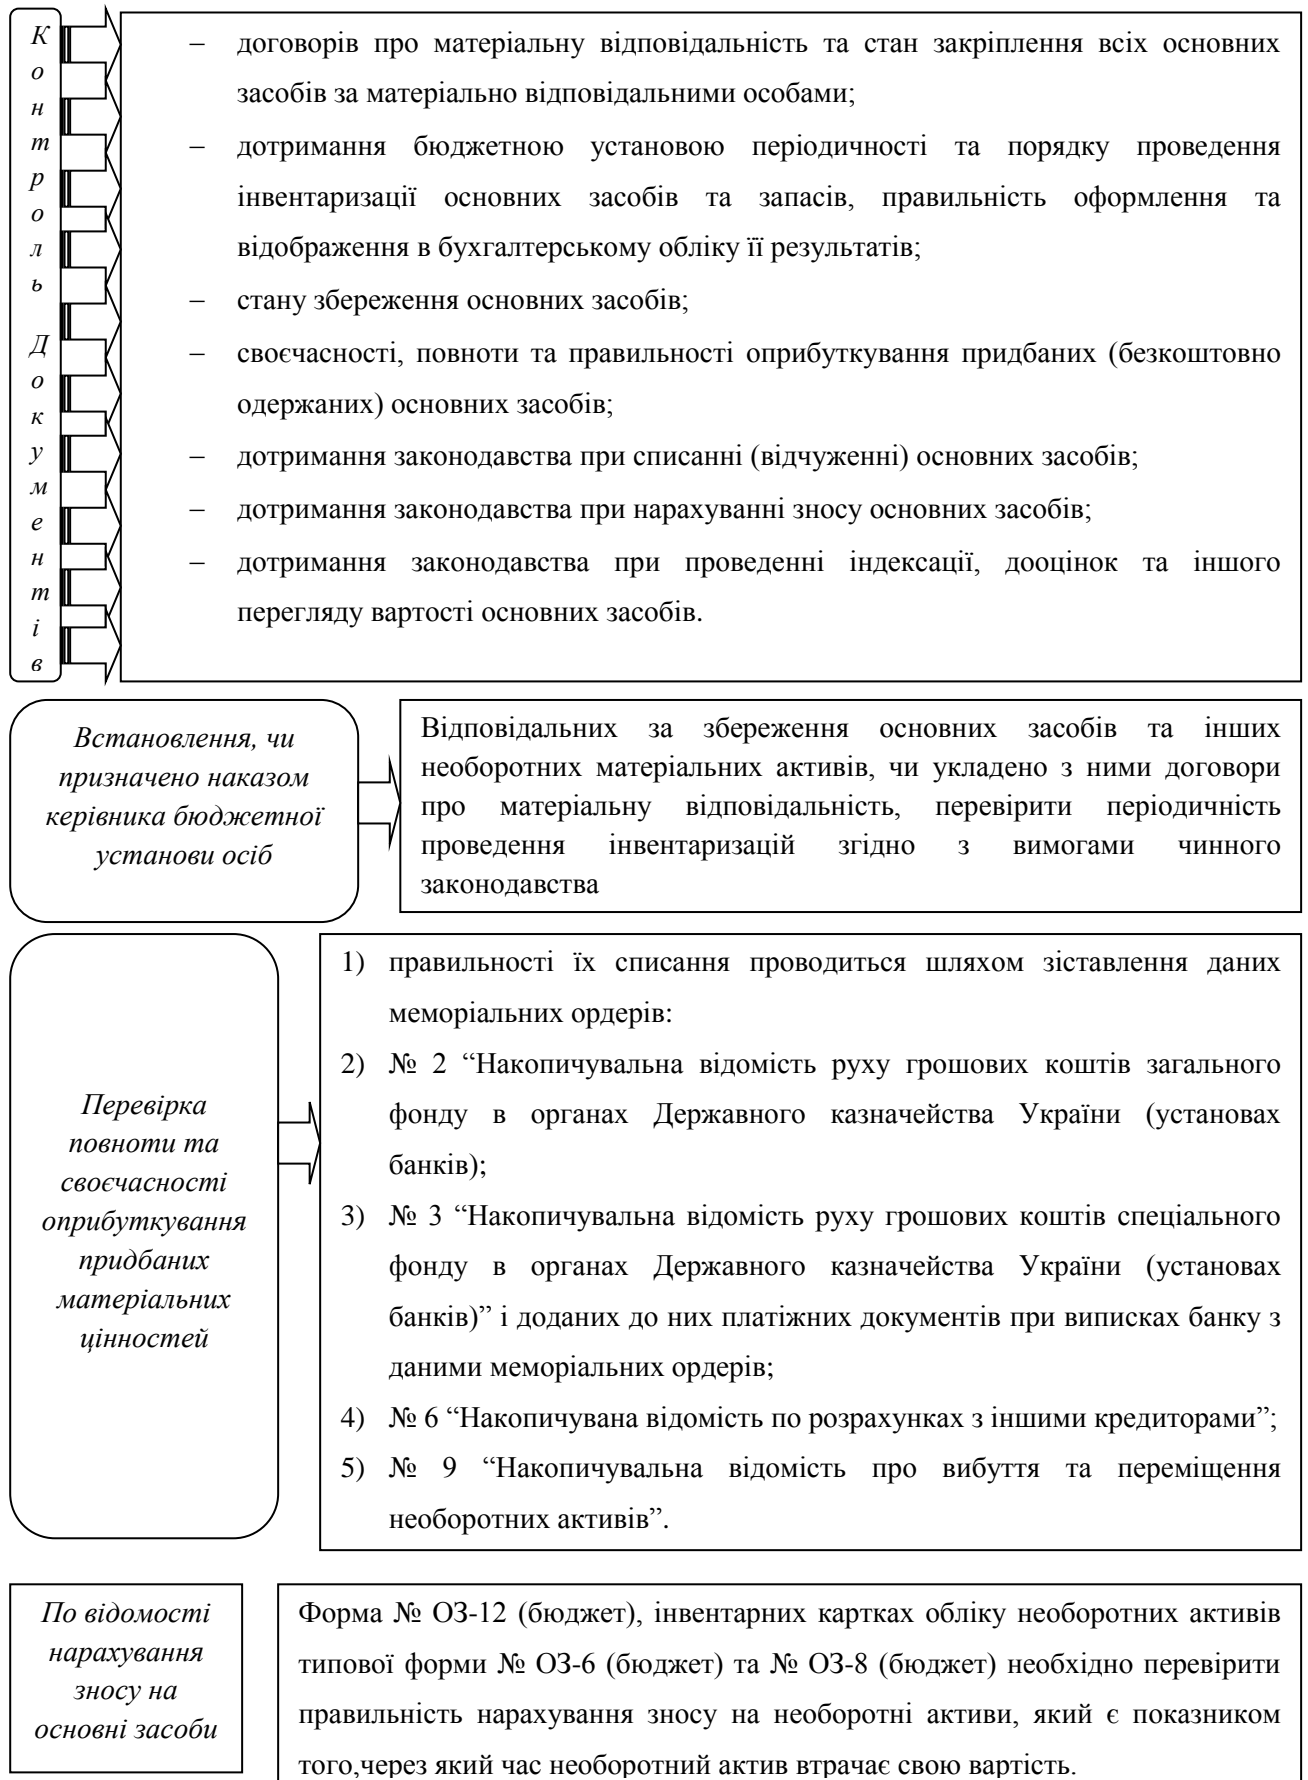 Контроль Документів
– договорів про матеріальну відповідальність та стан закріплення всіх основних
засобів за матеріально відповідальними особами;
– дотримання бюджетною установою періодичності та порядку проведення
інвентаризації основних засобів та запасів, правильність оформлення та
відображення в бухгалтерському обліку її результатів;
– стану збереження основних засобів;
– своєчасності, повноти та правильності оприбуткування придбаних (безкоштовно
одержаних) основних засобів;
– дотримання законодавства при списанні (відчуженні) основних засобів;
– дотримання законодавства при нарахуванні зносу основних засобів;
– дотримання законодавства при проведенні індексації, дооцінок та іншого
перегляду вартості основних засобів.
Встановлення, чи
призначено наказом
керівника бюджетної
установи осіб
Відповідальних за збереження основних засобів та інших
необоротних матеріальних активів, чи укладено з ними договори
про матеріальну відповідальність, перевірити періодичність
проведення інвентаризацій згідно з вимогами чинного
законодавства
Перевірка
повноти та
своєчасності
оприбуткування
придбаних
матеріальних
цінностей
1) правильності їх списання проводиться шляхом зіставлення даних
меморіальних ордерів:
2) № 2 “Накопичувальна відомість руху грошових коштів загального
фонду в органах Державного казначейства України (установах
банків);
3) № 3 “Накопичувальна відомість руху грошових коштів спеціального
фонду в органах Державного казначейства України (установах
банків)” і доданих до них платіжних документів при виписках банку з
даними меморіальних ордерів;
4) № 6 “Накопичувана відомість по розрахунках з іншими кредиторами”;
5) № 9 “Накопичувальна відомість про вибуття та переміщення
необоротних активів”.
По відомості
нарахування
зносу на
основні засоби
Форма № ОЗ-12 (бюджет), інвентарних картках обліку необоротних активів
типової форми № ОЗ-6 (бюджет) та № ОЗ-8 (бюджет) необхідно перевірити
правильність нарахування зносу на необоротні активи, який є показником
того,через який час необоротний актив втрачає свою вартість.